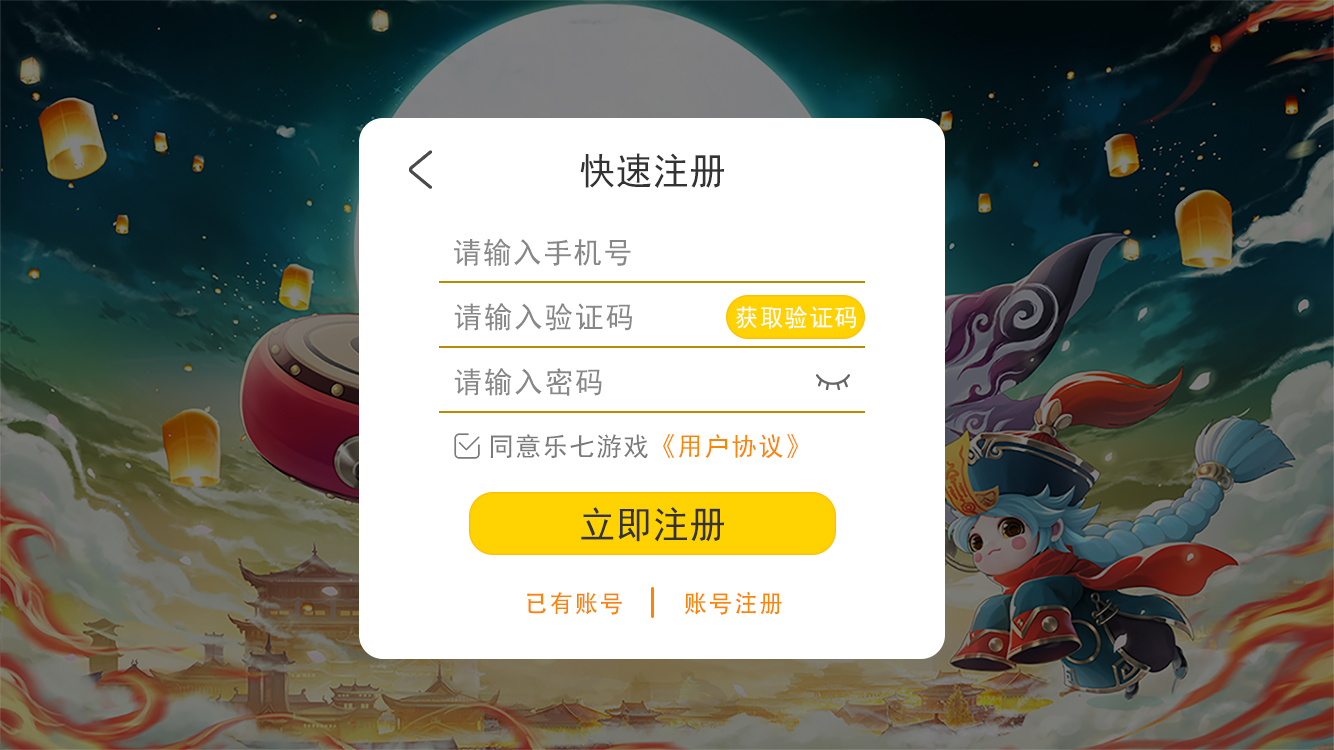 快速注册
请输入手机号
请输入验证码 获取验证码
请输入密码
同意乐七游戏《用户协议》
立即注册
已有账号 | 账号注册